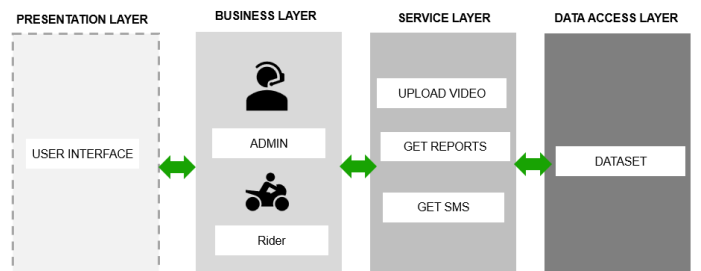 PRESENTATION LAYER
BUSINESS LAYER
SERVICE LAYER
DATA ACCESS LAYER
USER INTERFACE
ADMIN
Rider
UPLOAD VIDEO
GET REPORTS
GET SMS
DATASET